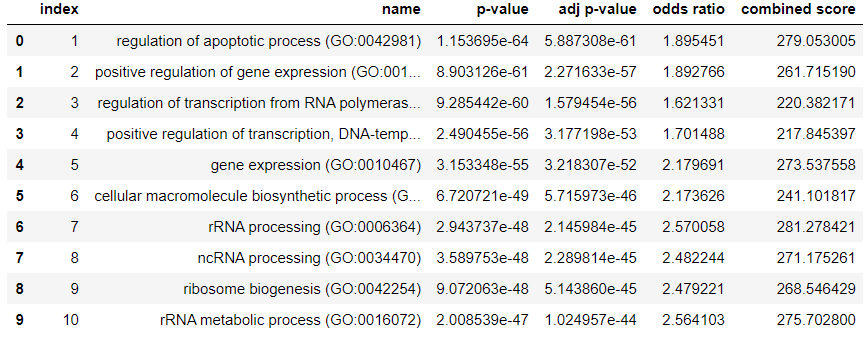 index name p-value adj p-value odds ratio combined score
0 1 regulation of apoptotic process (GO:0042981) 1.153695e-64 5.887308e-61 1.895451 279.053005
1 2 positive regulation of gene expression (GO:001... 8.903126e-61 2.271633e-57 1.892766 261.715190
2 3 regulation of transcription from RNA polymeras... 9.285442e-60 1.579454e-56 1.621331 220.382171
3 4 positive regulation of transcription, DNA-temp... 2.490455e-56 3.177198e-53 1.701488 217.845397
4 5 gene expression (GO:0010467) 3.153348e-55 3.218307e-52 2.179691 273.537558
5 6 cellular macromolecule biosynthetic process (G... 6.720721e-49 5.715973e-46 2.173626 241.101817
6 7 rRNA processing (GO:0006364) 2.943737e-48 2.145984e-45 2.570058 281.278421
7 8 ncRNA processing (GO:0034470) 3.589753e-48 2.289814e-45 2.482244 271.175261
8 9 ribosome biogenesis (GO:0042254) 9.072063e-48 5.143860e-45 2.479221 268.546429
9 10 rRNA metabolic process (GO:0016072) 2.008539e-47 1.024957e-44 2.564103 275.702800